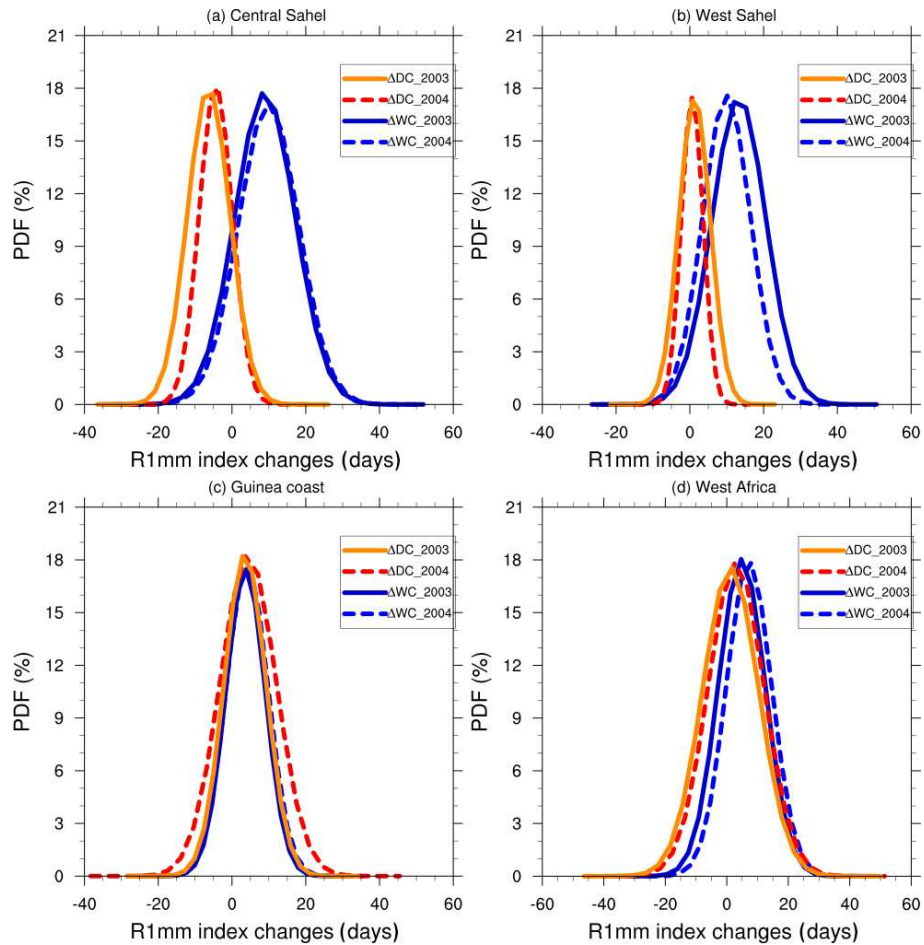 (a) Central Sahel
21
18
15
12
9
6
3
0
PDF (%)
ΔDC_2003
ΔDC_2004
ΔWC_2003
ΔWC_2004
-40 -20 0 20 40 60
R1mm index changes (days)
(b) West Sahel
21
18
15
12
9
6
3
0
PDF (%)
ΔDC_2003
ΔDC_2004
ΔWC_2003
ΔWC_2004
-40 -20 0 20 40 60
R1mm index changes (days)
(c) Guinea coast
21
18
15
12
9
6
3
0
PDF (%)
ΔDC_2003
ΔDC_2004
ΔWC_2003
ΔWC_2004
-40 -20 0 20 40 60
R1mm index changes (days)
(d) West Africa
21
18
15
12
9
6
3
0
PDF (%)
ΔDC_2003
ΔDC_2004
ΔWC_2003
ΔWC_2004
-60 -40 -20 0 20 40 60
R1mm index changes (days)